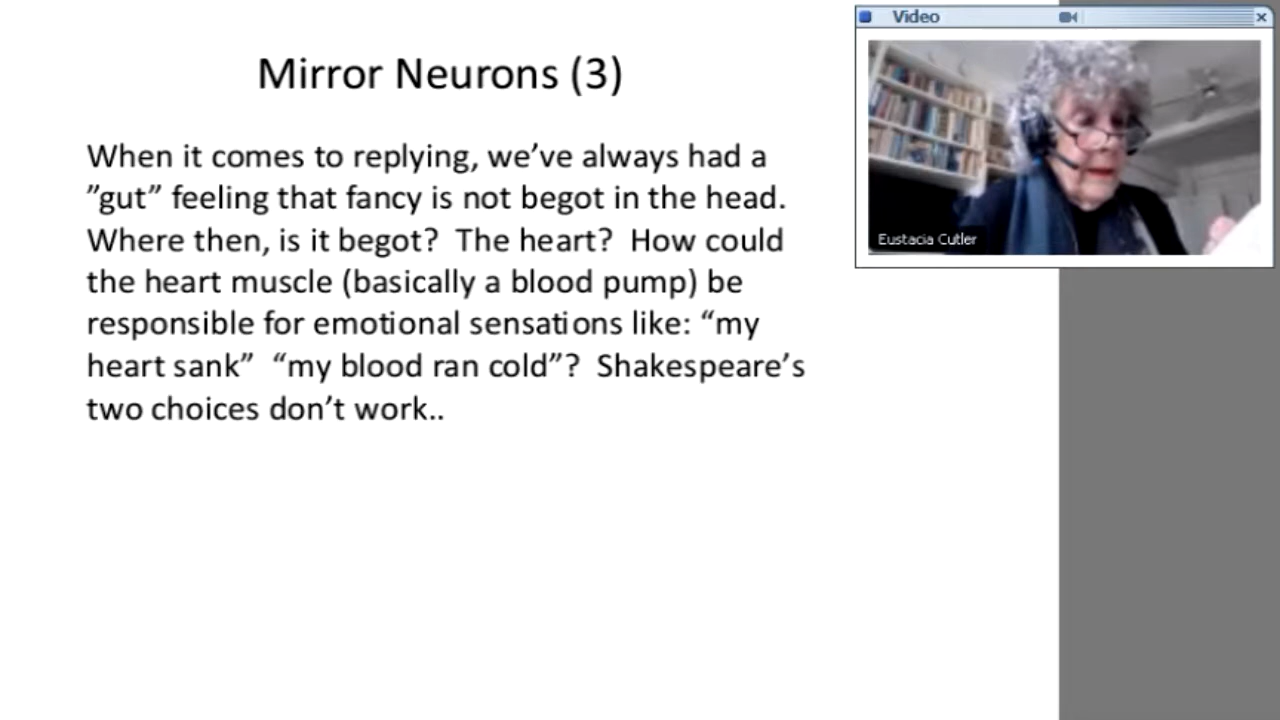 Mirror Neurons (3)
When it comes to replying, we’ve always had a
”gut” feeling that fancy is not begot in the head.
Where then, is it begot?  The heart?  How could
the heart muscle (basically a blood pump) be
responsible for emotional sensations like: “my
heart sank”  “my blood ran cold”?  Shakespeare’s
two choices don’t work..
Video
Eustacia Cutler